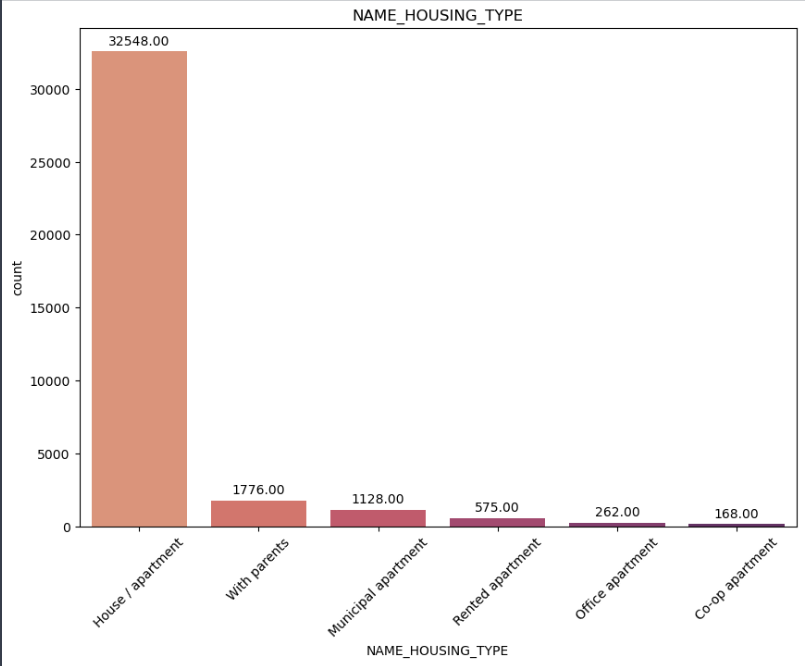 NAME_HOUSING_TYPE
32548.00
30000
25000
20000
15000
10000
5000
0
count
1776.00
1128.00
575.00
262.00
168.00
House / apartment
With parents
Municipal apartment
Rented apartment
Office apartment
Co-op apartment
NAME_HOUSING_TYPE